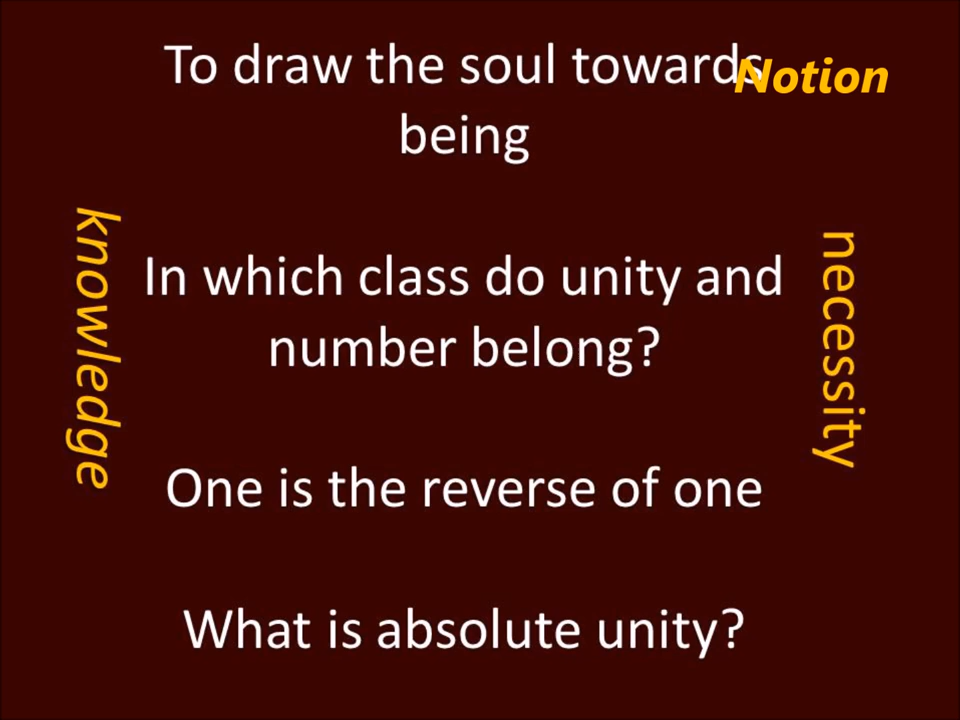 To draw the soul towards
Notion
being
knowledge
In which class do unity and
number belong?
necessity
One is the reverse of one
What is absolute unity?